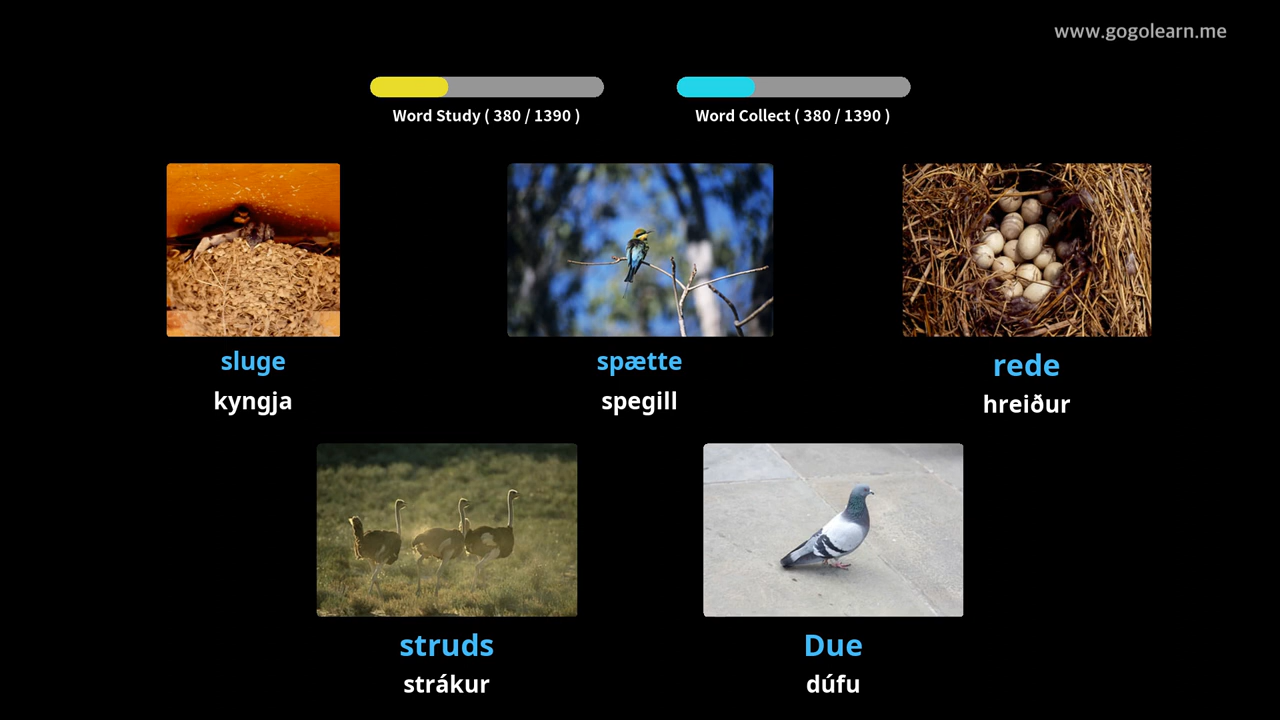 www.gogolearn.me
Word Study ( 380 / 1390 )
Word Collect ( 380 / 1390 )
sluge
kyngja
spætte
spegill
rede
hreiður
struds
strákur
Due
dúfu